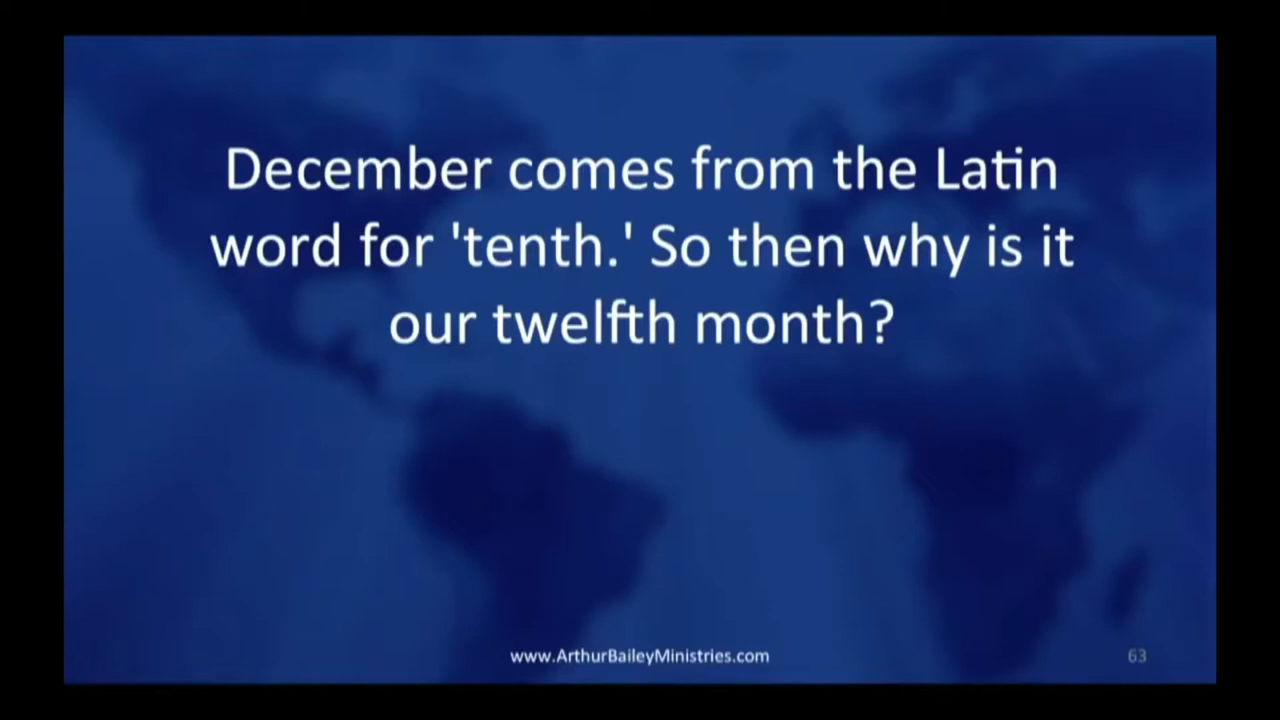 December comes from the Latin
word for 'tenth.' So then why is it
our twelfth month?
www.ArthurBaileyMinistries.com
63